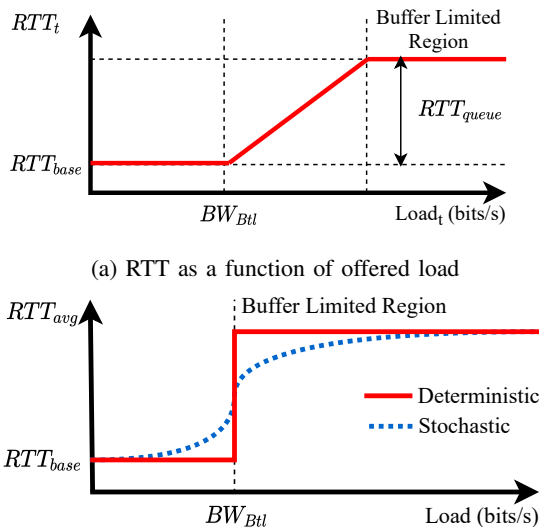 RTT_t
Buffer Limited
Region
RTT_queue
RTT_base
BW_Btl
Load_t (bits/s)
(a) RTT as a function of offered load
RTT_avg
Buffer Limited Region
Deterministic
Stochastic
RTT_base
BW_Btl
Load (bits/s)